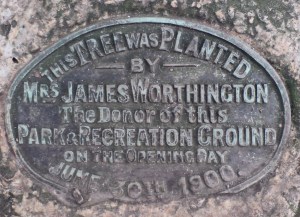 THIS TREE WAS PLANTED
BY
MRS JAMES WORTHINGTON
The Donor of this
PARK & RECREATION GROUND
ON THE OPENING DAY
JUNE 30TH 1900.